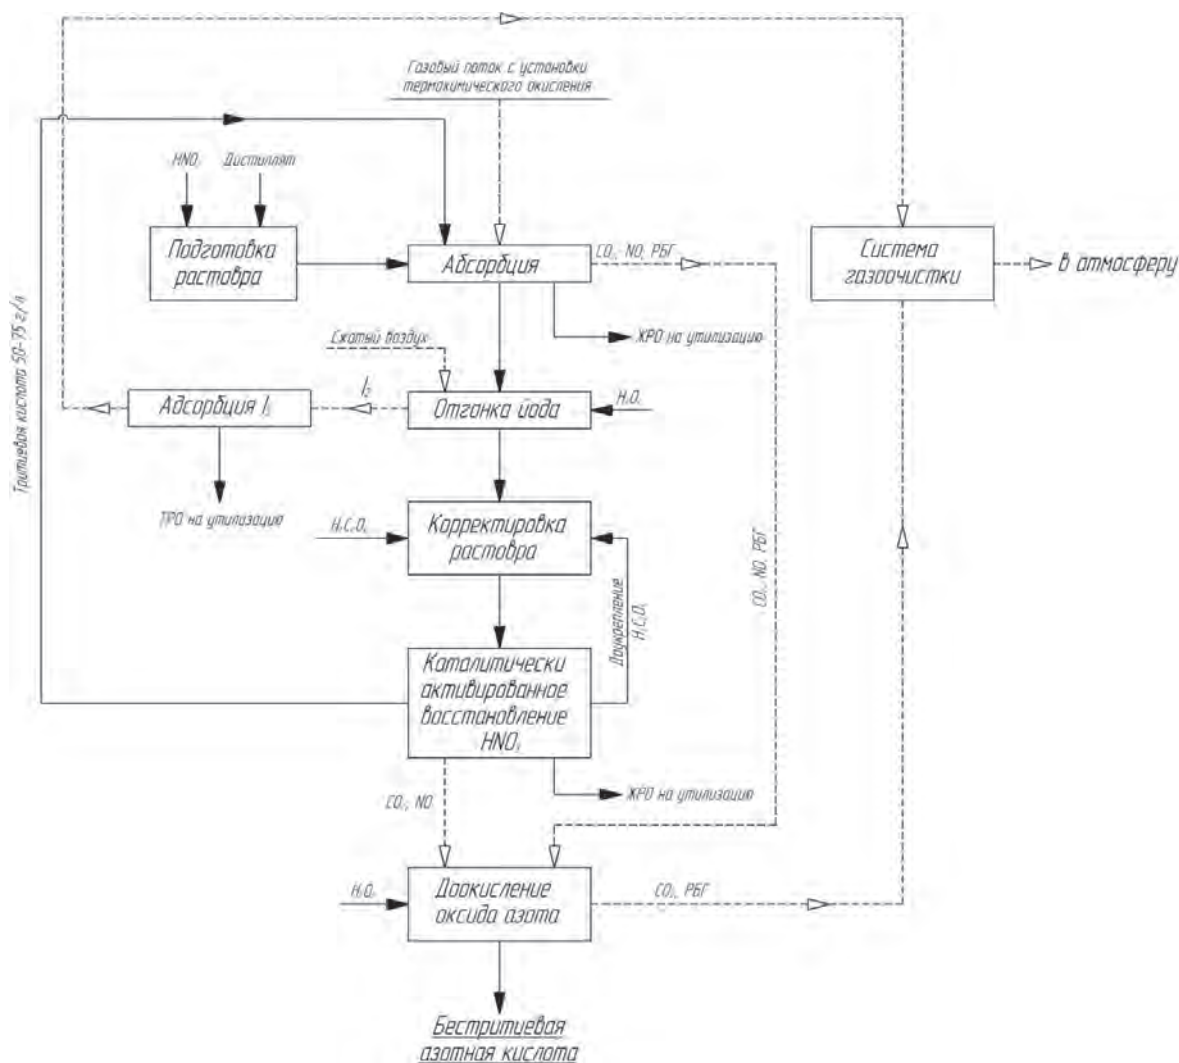 Газовый поток с установки
термохимического окисления
HNO₃ Дистиллят
Подготовка
раставра
Абсорбция
CO₂, NO, РБГ
Система
газоочистки
в атмосферу
ЖРО на утилизацию
Тритиевая кислота 50-75 г/л
Сжатый воздух
Адсорбция I₂
I₂
Отгонка йода
H₂O₂
ТРО на утилизацию
H₂C₂O₄
Корректировка
раставра
Доукрепление
H₂C₂O₄
CO₂, NO, РБГ
Каталитически
активированное
восстановление
HNO₃
CO₂, NO
ЖРО на утилизацию
H₂O₂
Доокисление
оксида азота
CO₂, РБГ
Бестритиевая
азотная кислота